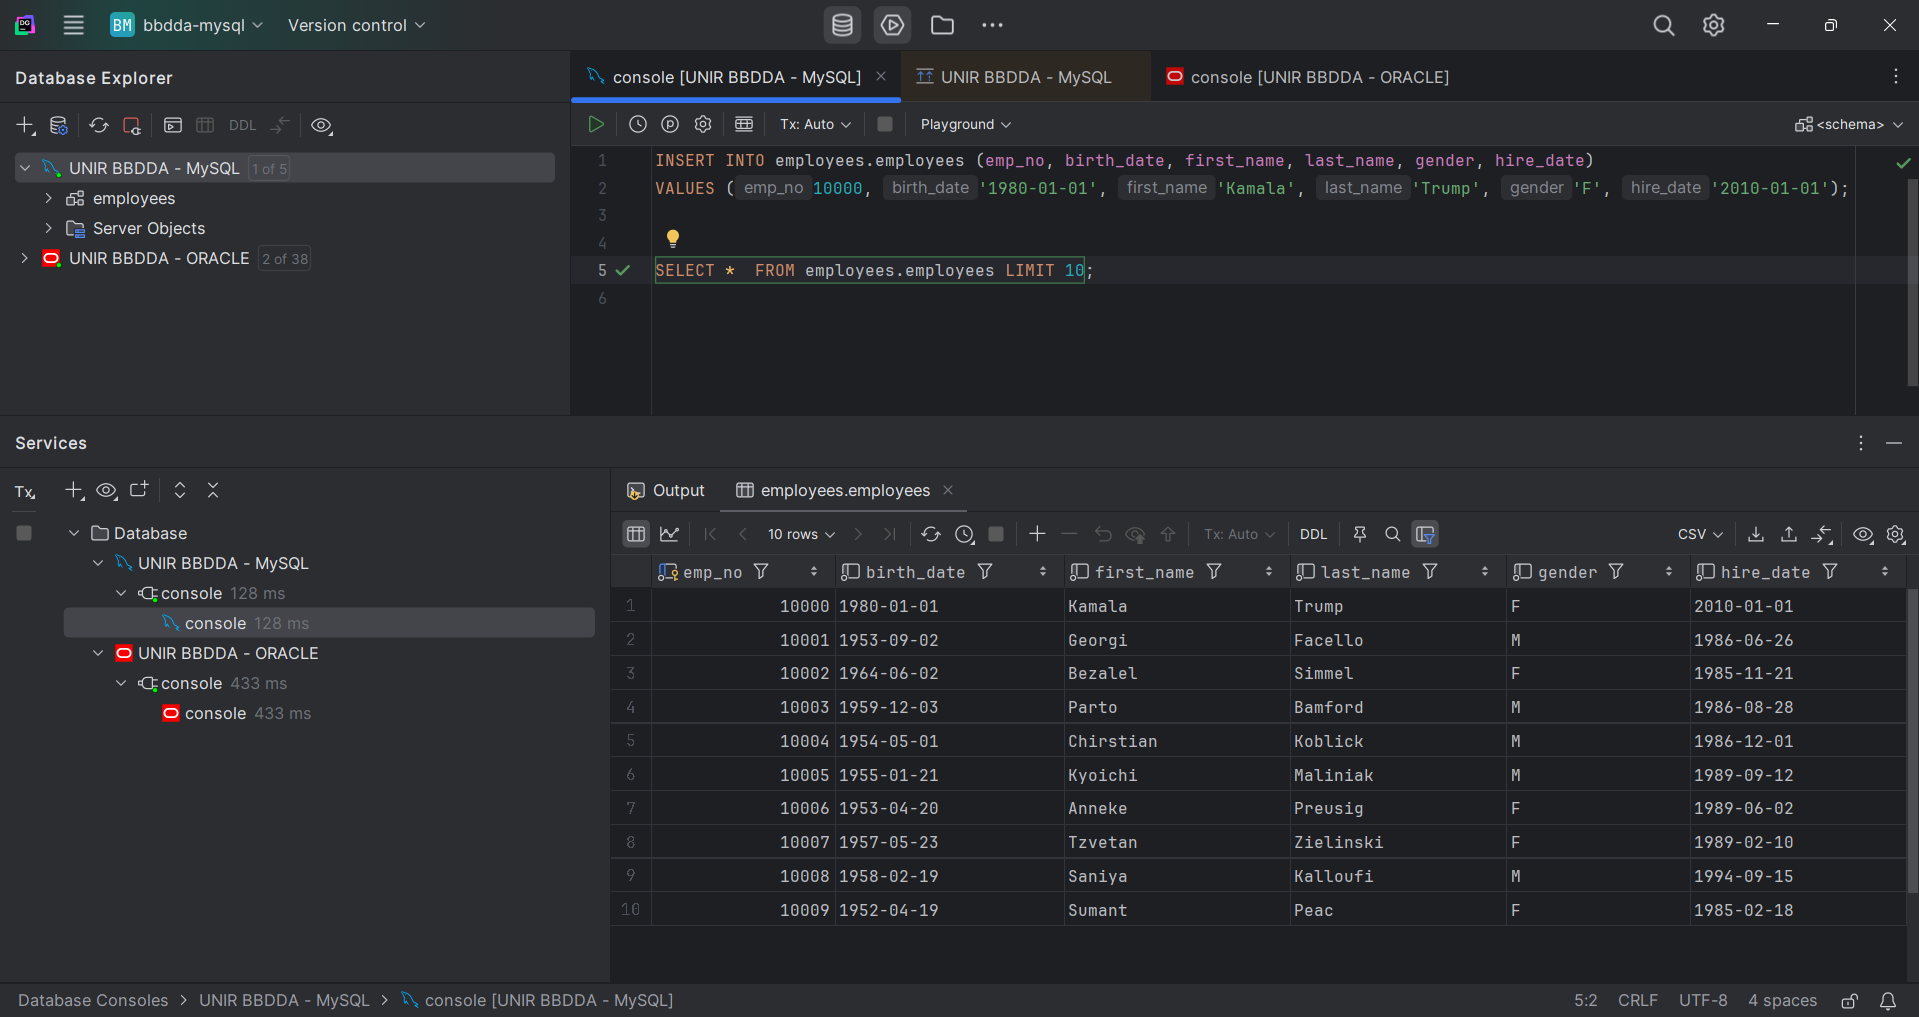 DG BM bbdda-mysql Version control
Database Explorer
DDL
UNIR BBDDA - MySQL 1 of 5
employees
Server Objects
UNIR BBDDA - ORACLE 2 of 38
console [UNIR BBDDA - MySQL] UNIR BBDDA - MySQL console [UNIR BBDDA - ORACLE]
Tx: Auto Playground <schema>
1 INSERT INTO employees.employees (emp_no, birth_date, first_name, last_name, gender, hire_date)
2 VALUES ( emp_no 10000, birth_date '1980-01-01', first_name 'Kamala', last_name 'Trump', gender 'F', hire_date '2010-01-01');
3
4
5 SELECT * FROM employees.employees LIMIT 10;
6
Services
Tx
Database
UNIR BBDDA - MySQL
console 128 ms
console 128 ms
UNIR BBDDA - ORACLE
console 433 ms
console 433 ms
Output employees.employees
10 rows Tx: Auto DDL CSV
emp_no birth_date first_name last_name gender hire_date
1 10000 1980-01-01 Kamala Trump F 2010-01-01
2 10001 1953-09-02 Georgi Facello M 1986-06-26
3 10002 1964-06-02 Bezalel Simmel F 1985-11-21
4 10003 1959-12-03 Parto Bamford M 1986-08-28
5 10004 1954-05-01 Chirstian Koblick M 1986-12-01
6 10005 1955-01-21 Kyoichi Maliniak M 1989-09-12
7 10006 1953-04-20 Anneke Preusig F 1989-06-02
8 10007 1957-05-23 Tzvetan Zielinski F 1989-02-10
9 10008 1958-02-19 Saniya Kalloufi M 1994-09-15
10 10009 1952-04-19 Sumant Peac F 1985-02-18
Database Consoles > UNIR BBDDA - MySQL > console [UNIR BBDDA - MySQL] 5:2 CRLF UTF-8 4 spaces